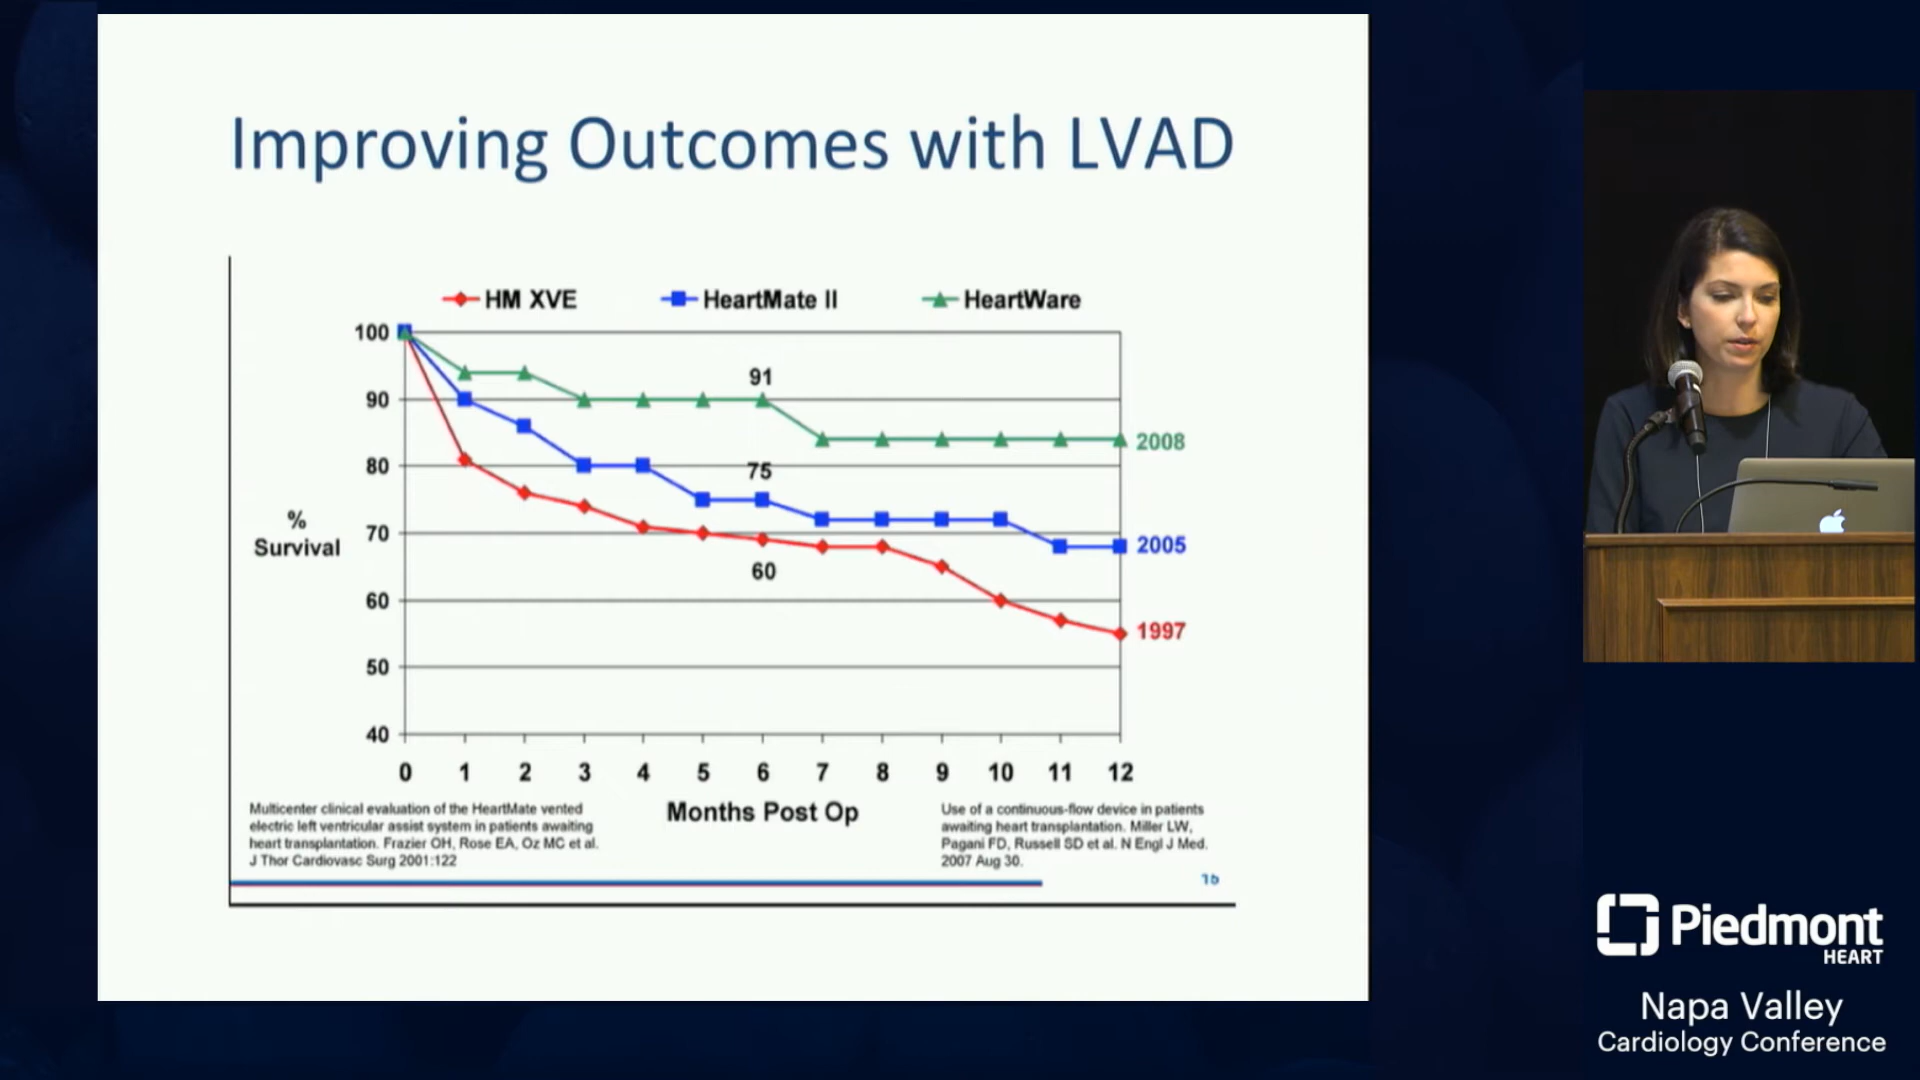 Improving Outcomes with LVAD
HM XVE HeartMate II HeartWare
100
90
80
70
60
50
40
% 
Survival
91
75
60
2008
2005
1997
0 1 2 3 4 5 6 7 8 9 10 11 12
Months Post Op
Multicenter clinical evaluation of the HeartMate vented
electric left ventricular assist system in patients awaiting
heart transplantation. Frazier OH, Rose EA, Oz MC et al.
J Thor Cardiovasc Surg 2001:122
Use of a continuous-flow device in patients
awaiting heart transplantation. Miller LW,
Pagani FD, Russell SD et al. N Engl J Med.
2007 Aug 30.
Piedmont
HEART
Napa Valley
Cardiology Conference